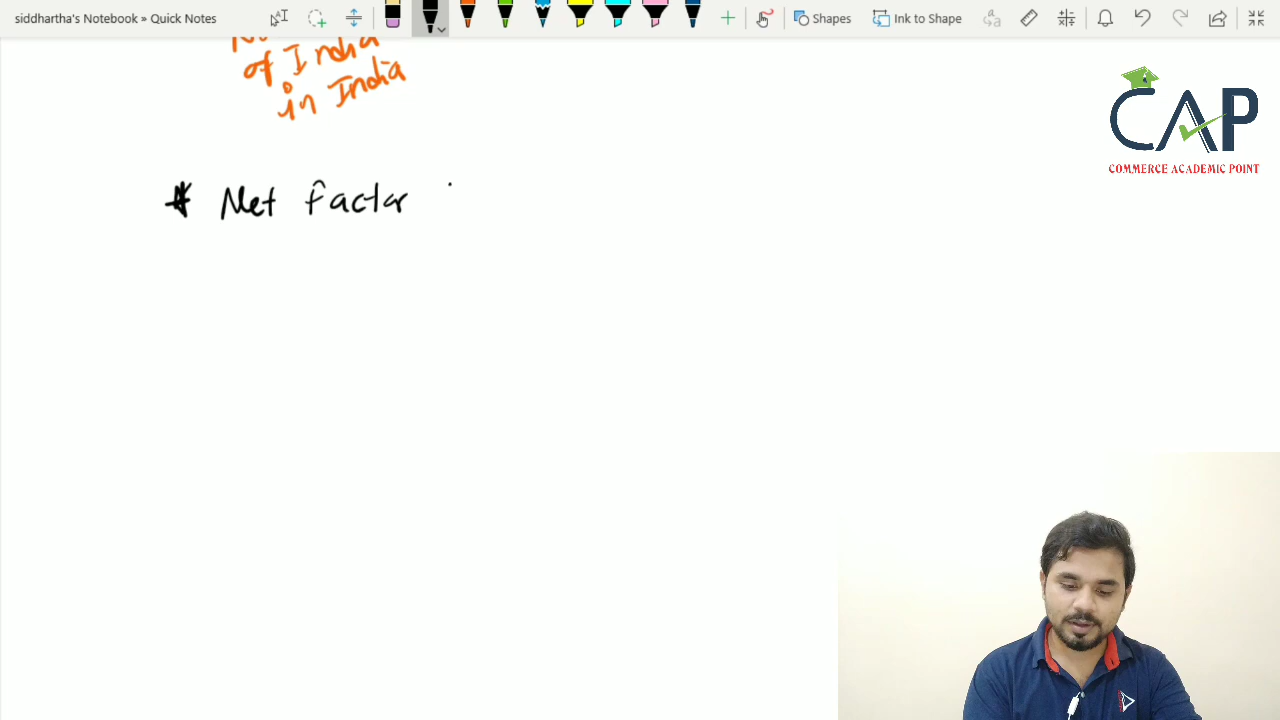 siddhartha's Notebook » Quick Notes
Shapes
Ink to Shape
of India
in India
CAP
COMMERCE ACADEMIC POINT
* Net factor